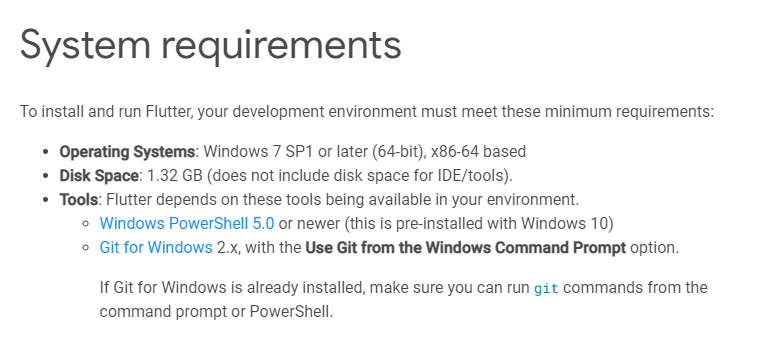 System requirements
To install and run Flutter, your development environment must meet these minimum requirements:
• Operating Systems: Windows 7 SP1 or later (64-bit), x86-64 based
• Disk Space: 1.32 GB (does not include disk space for IDE/tools).
• Tools: Flutter depends on these tools being available in your environment.
◦ Windows PowerShell 5.0 or newer (this is pre-installed with Windows 10)
◦ Git for Windows 2.x, with the Use Git from the Windows Command Prompt option.
If Git for Windows is already installed, make sure you can run git commands from the
command prompt or PowerShell.